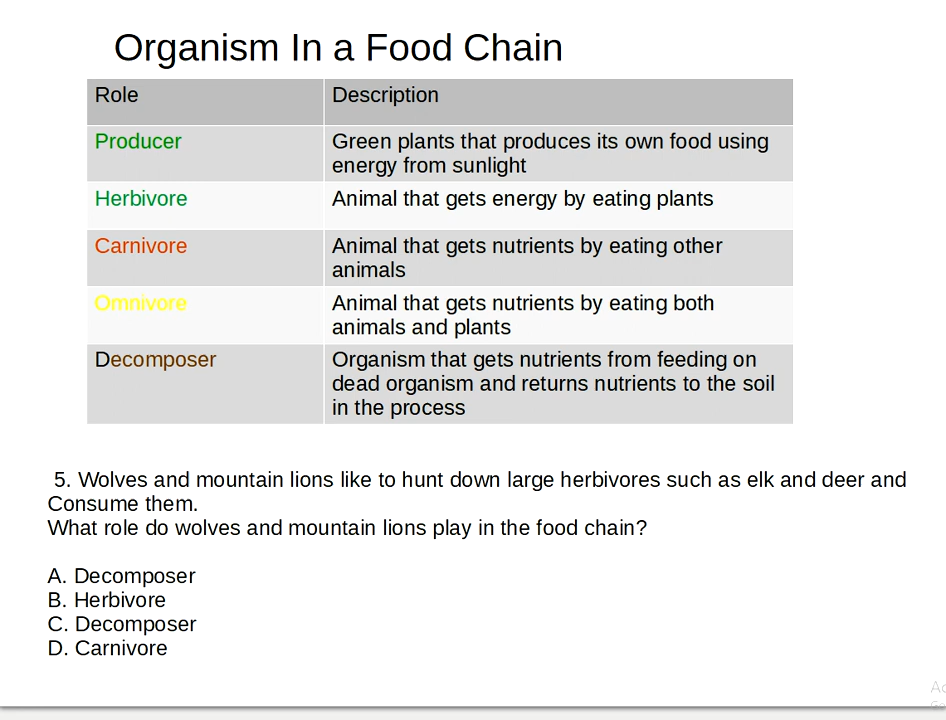 Organism In a Food Chain
Role
Description
Producer
Green plants that produces its own food using
energy from sunlight
Herbivore
Animal that gets energy by eating plants
Carnivore
Animal that gets nutrients by eating other
animals
Omnivore
Animal that gets nutrients by eating both
animals and plants
Decomposer
Organism that gets nutrients from feeding on
dead organism and returns nutrients to the soil
in the process
5. Wolves and mountain lions like to hunt down large herbivores such as elk and deer and
Consume them.
What role do wolves and mountain lions play in the food chain?
A. Decomposer
B. Herbivore
C. Decomposer
D. Carnivore